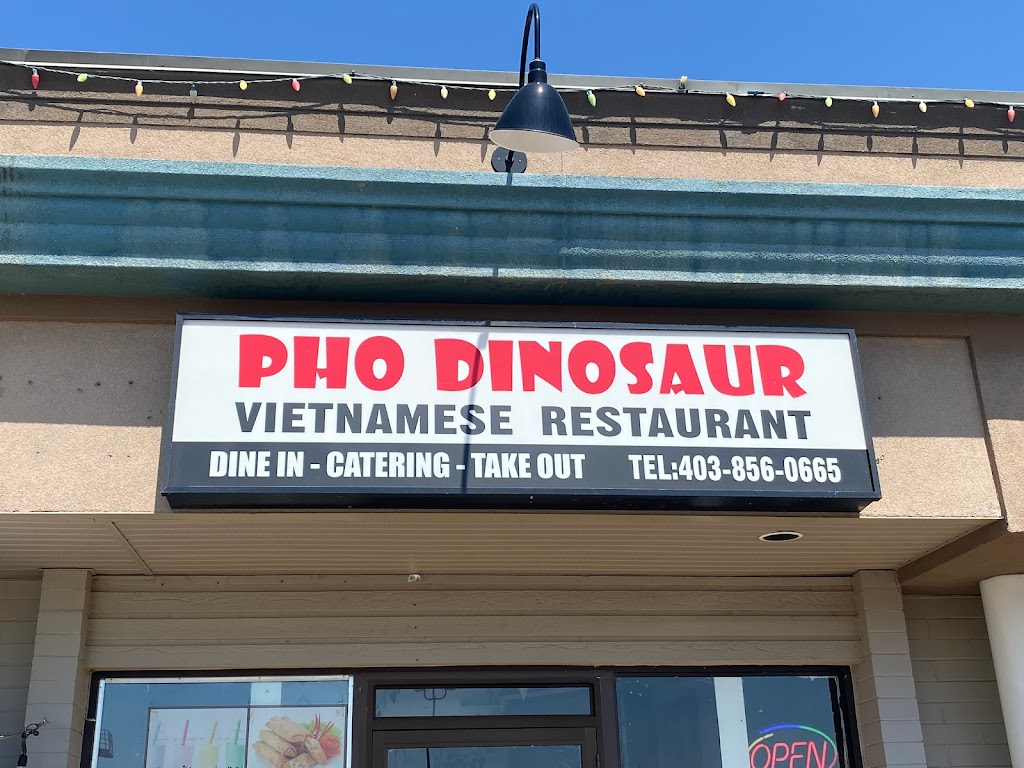 PHO DINOSAUR
VIETNAMESE RESTAURANT
DINE IN - CATERING - TAKE OUT TEL:403-856-0665
OPEN